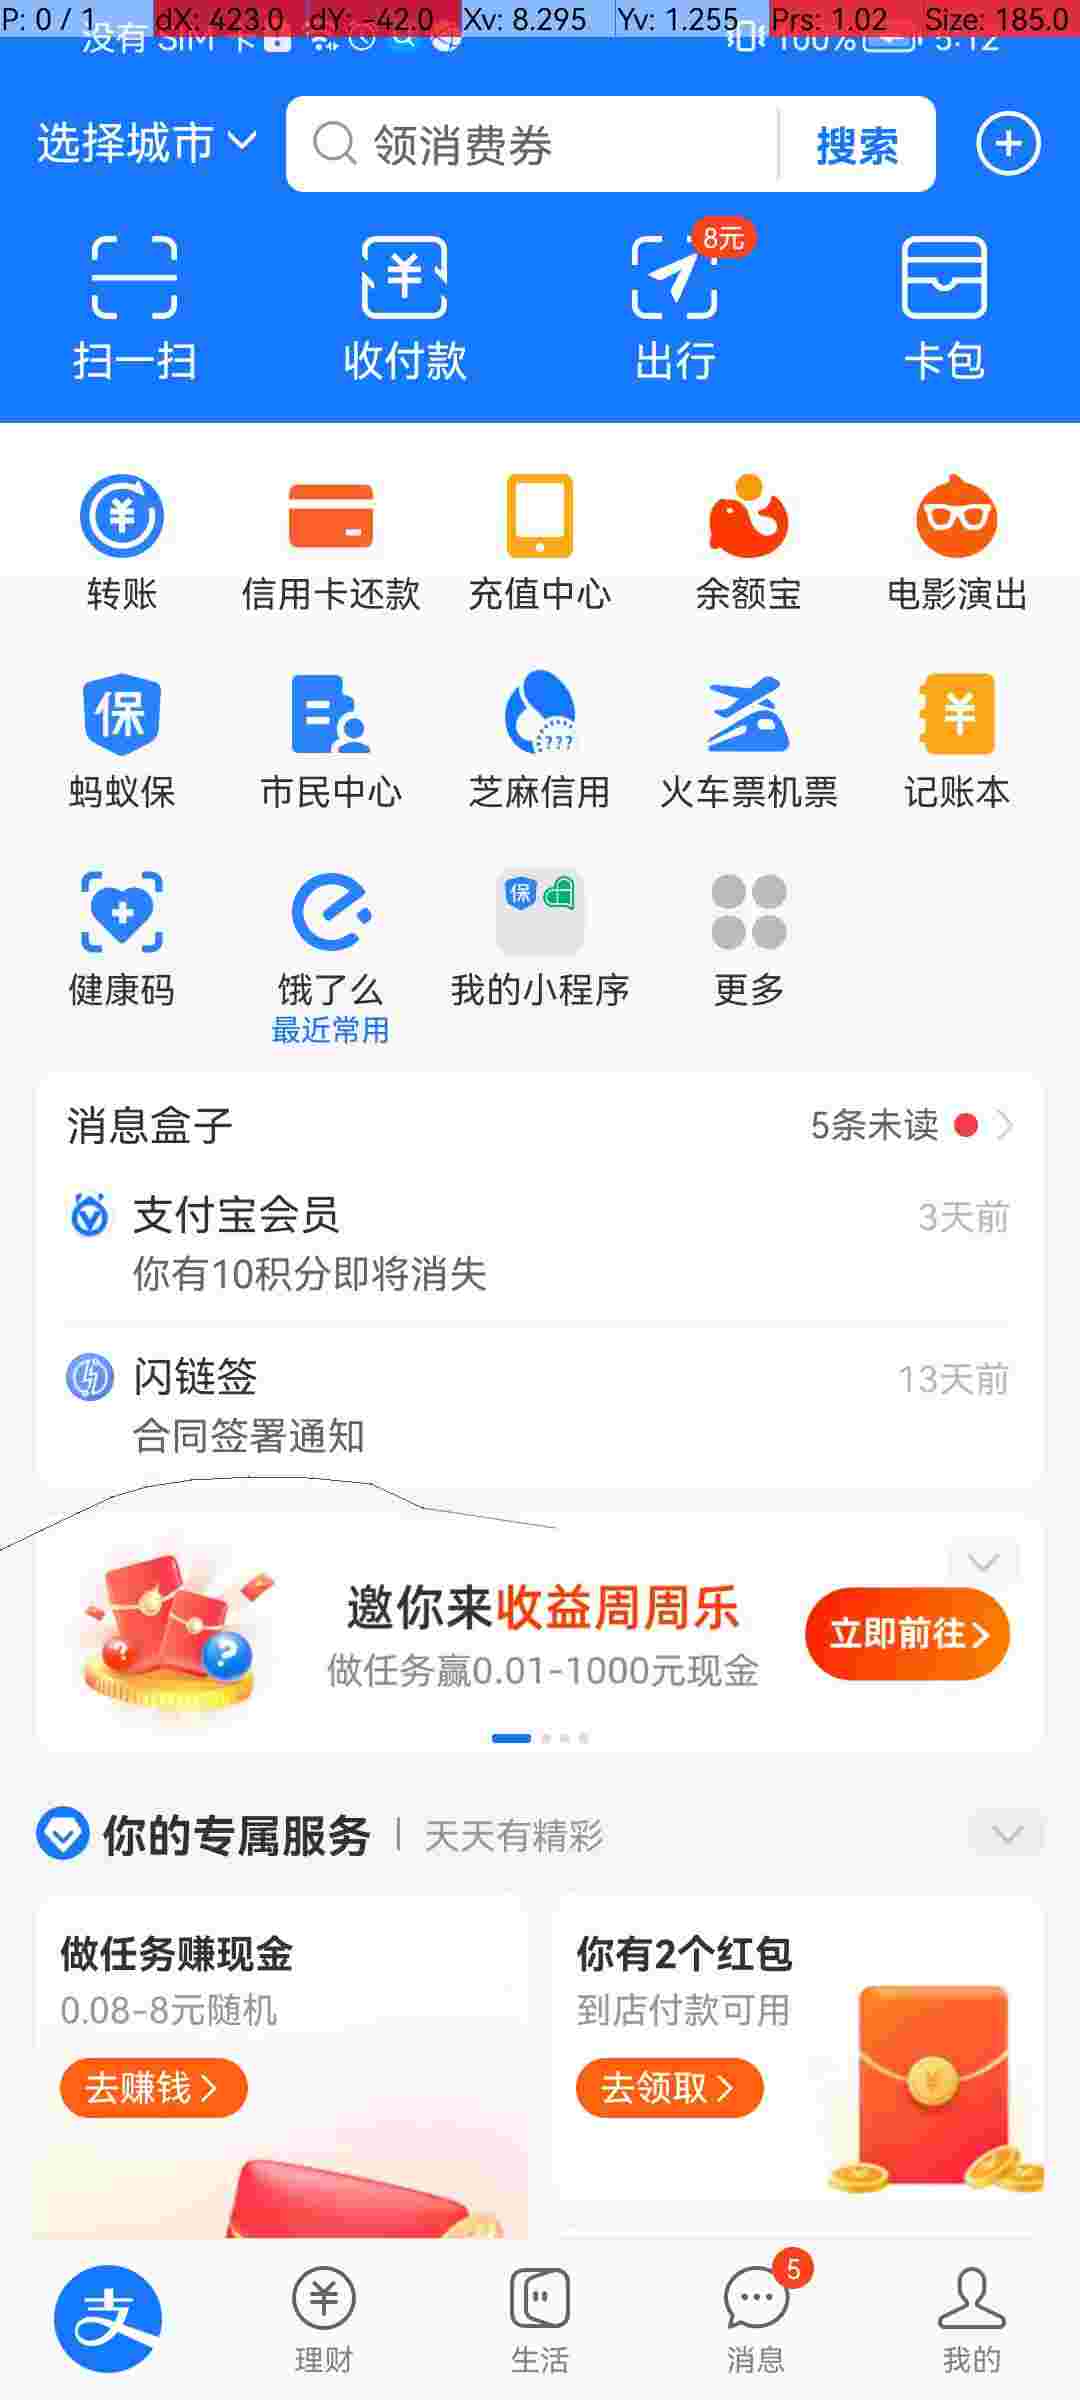 P: 0 / 1 dX: 423.0 dY: -42.0 Xv: 8.295 Yv: 1.255 Prs: 1.02 Size: 185.0
没有 SIM 卡 100% 5:12
选择城市 领消费券 搜索
8元
扫一扫 收付款 出行 卡包
转账 信用卡还款 充值中心 余额宝 电影演出
保 ???
蚂蚁保 市民中心 芝麻信用 火车票机票 记账本
保
健康码 饿了么 我的小程序 更多
最近常用
消息盒子 5条未读
支付宝会员 3天前
你有10积分即将消失
闪链签 13天前
合同签署通知
邀你来收益周周乐
立即前往
做任务赢0.01-1000元现金
你的专属服务 天天有精彩
做任务赚现金 你有2个红包
0.08-8元随机 到店付款可用
去赚钱 去领取
支 5
理财 生活 消息 我的